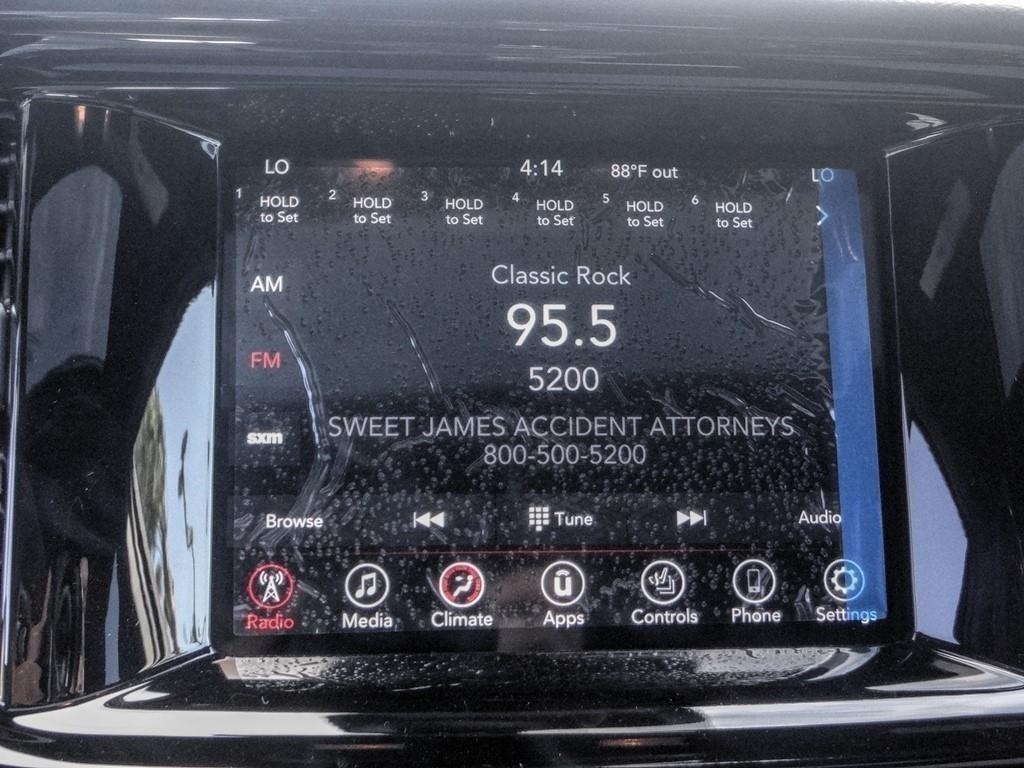 LO 4:14 88°F out LO
1 HOLD to Set 2 HOLD to Set 3 HOLD to Set 4 HOLD to Set 5 HOLD to Set 6 HOLD to Set
Classic Rock
AM
95.5
FM
5200
SWEET JAMES ACCIDENT ATTORNEYS
sxm
800-500-5200
Browse Tune Audio
Radio Media Climate Apps Controls Phone Settings